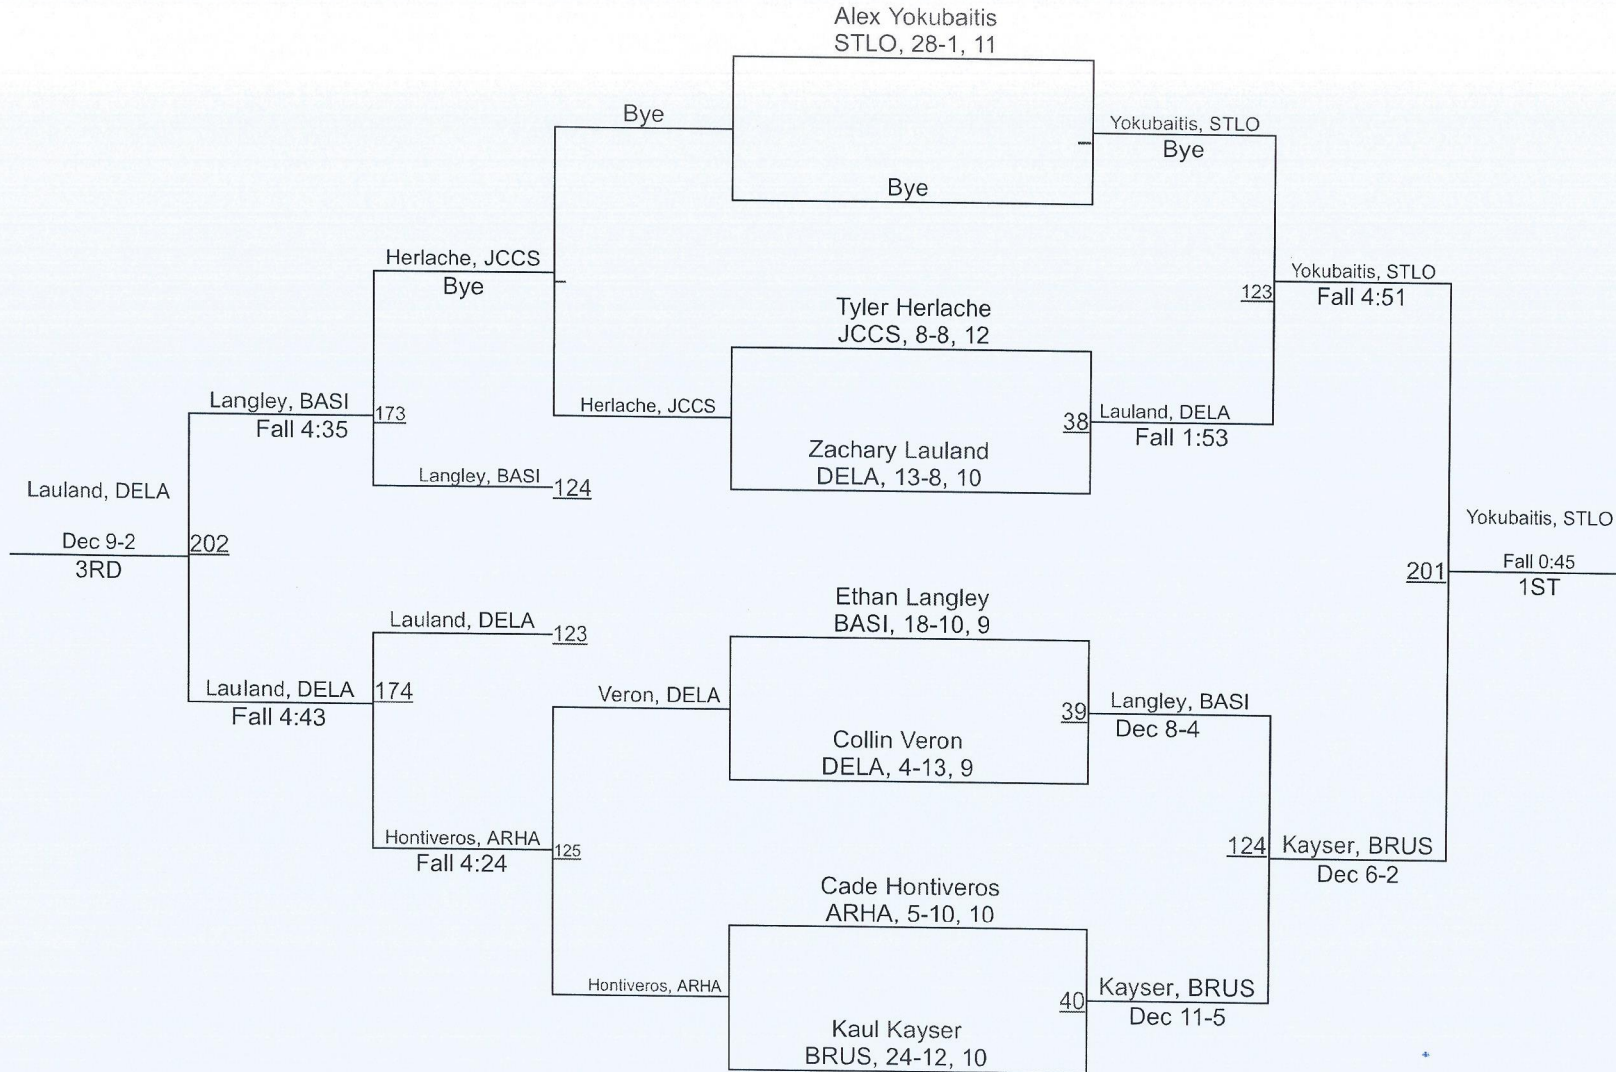 Alex Yokubaitis
STLO, 28-1, 11
Bye
Yokubaitis, STLO
Bye
Bye
Herlache, JCCS
Bye
Yokubaitis, STLO
Fall 4:51
123
Tyler Herlache
JCCS, 8-8, 12
Langley, BASI
Fall 4:35
173
Herlache, JCCS
38
Lauland, DELA
Fall 1:53
Zachary Lauland
DELA, 13-8, 10
Langley, BASI
124
Lauland, DELA
Dec 9-2
3RD
202
Yokubaitis, STLO
Fall 0:45
1ST
201
Ethan Langley
BASI, 18-10, 9
Lauland, DELA
123
Lauland, DELA
Fall 4:43
174
Veron, DELA
39
Langley, BASI
Dec 8-4
Collin Veron
DELA, 4-13, 9
Hontiveros, ARHA
Fall 4:24
125
124
Kayser, BRUS
Dec 6-2
Cade Hontiveros
ARHA, 5-10, 10
Hontiveros, ARHA
40
Kayser, BRUS
Dec 11-5
Kaul Kayser
BRUS, 24-12, 10